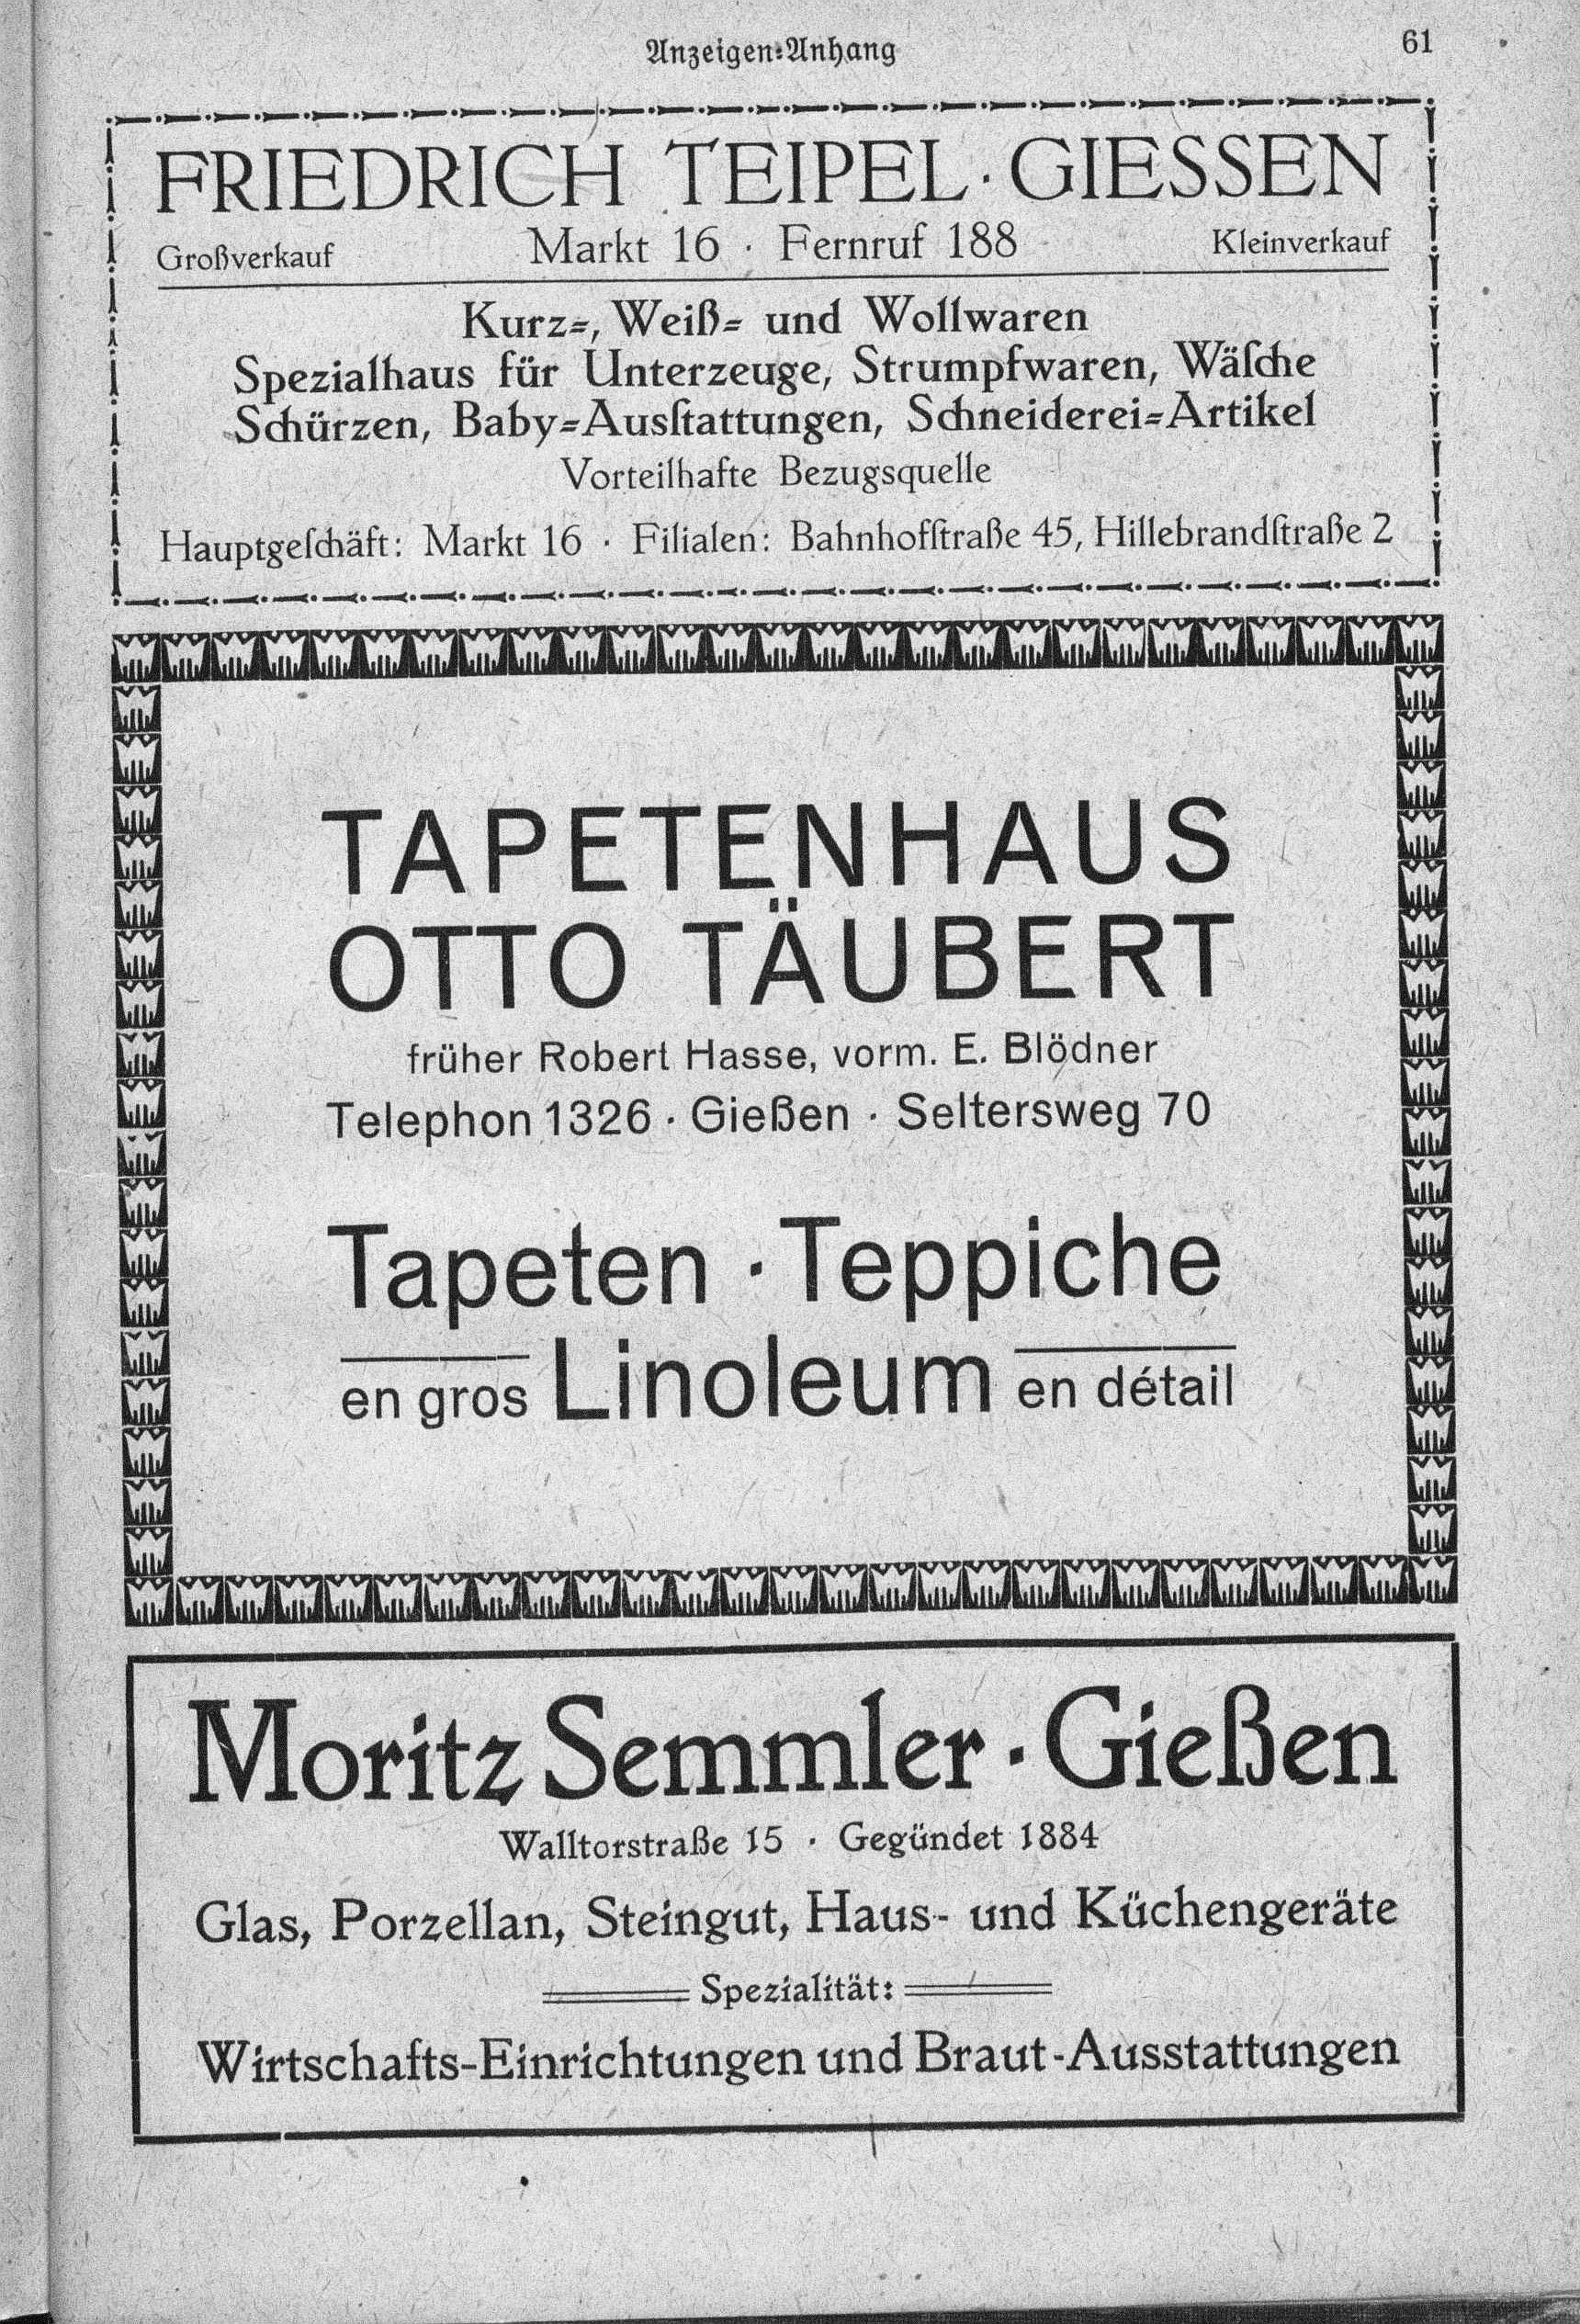 Anzeigen-Anhang 61
FRIEDRICH TEIPEL · GIESSEN
Großverkauf Markt 16 · Fernruf 188 Kleinverkauf
Kurz-, Weiß- und Wollwaren
Spezialhaus für Unterzeuge, Strumpfwaren, Wäſche
Schürzen, Baby-Ausſtattungen, Schneiderei-Artikel
Vorteilhafte Bezugsquelle
Hauptgeſchäft: Markt 16 · Filialen: Bahnhofſtraße 45, Hillebrandſtraße 2
TAPETENHAUS
OTTO TÄUBERT
früher Robert Hasse, vorm. E. Blödner
Telephon 1326 · Gießen · Seltersweg 70
Tapeten · Teppiche
en gros Linoleum en détail
Moritz Semmler · Gießen
Walltorstraße 15 · Gegündet 1884
Glas, Porzellan, Steingut, Haus- und Küchengeräte
Spezialität:
Wirtschafts-Einrichtungen und Braut-Ausstattungen